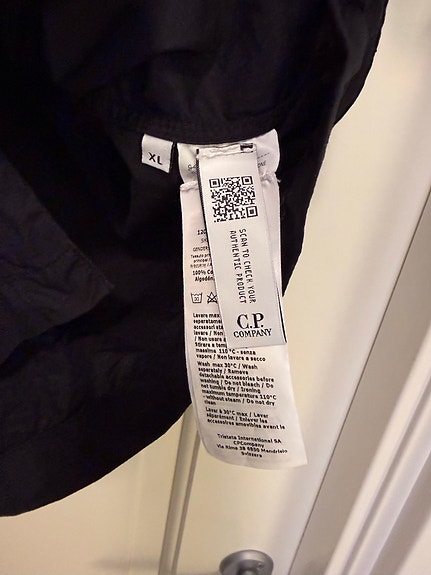 XL
SCAN TO CHECK YOUR
AUTHENTIC PRODUCT
C.P.
COMPANY
100% Co
Algodón
Lavare max
separatame
accessori sta
lavare / Non
/ Non usare a
Stirare a tem
massima 110°C - senza
vapore / Non lavare a secco
Wash max 30°C / Wash
separately / Remove
detachable accessories before
washing / Do not bleach / Do
not tumble dry / Ironing
maximum temperature 110°C
- without steam / Do not dry
clean
Laver à 30°C max / Laver
séparément / Enlever les
accessoires amovibles avant le
Tristate International SA
CPCompany
Via Rime 38 6850 Mendrisio
Svizzera